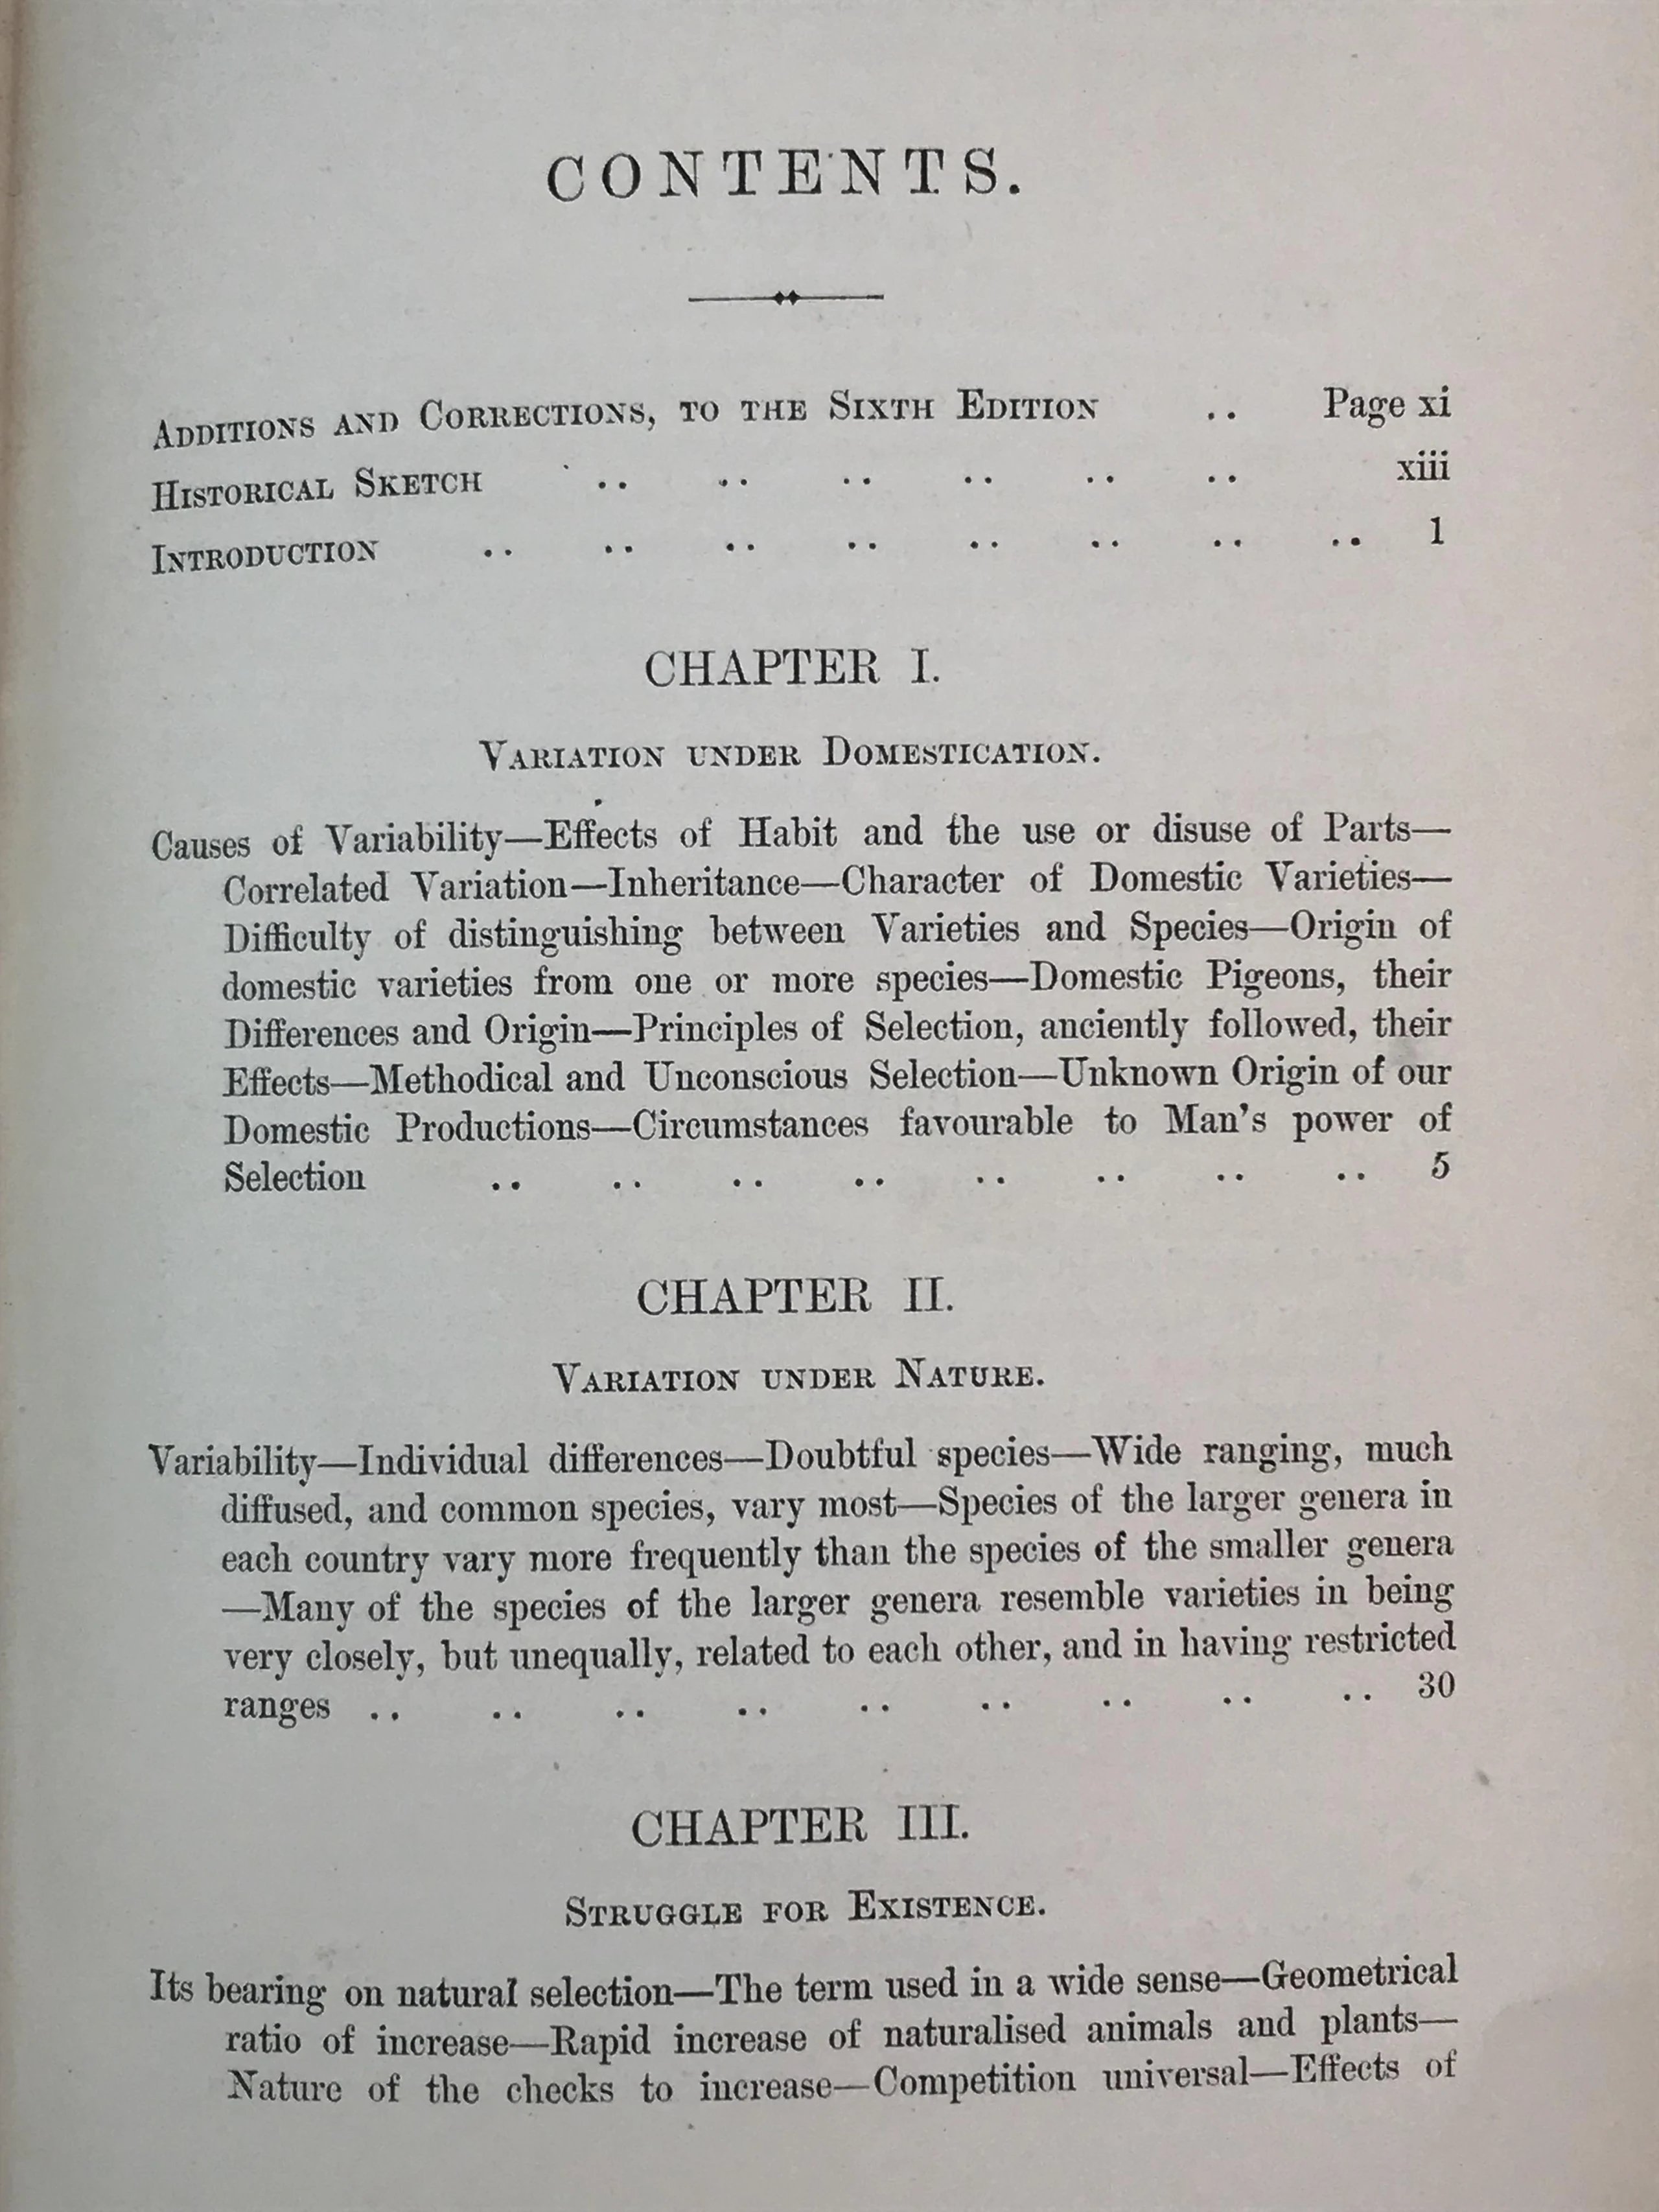 CONTENTS.
ADDITIONS AND CORRECTIONS, TO THE SIXTH EDITION .. Page xi
HISTORICAL SKETCH .. .. .. .. .. .. xiii
INTRODUCTION .. .. .. .. .. .. .. .. 1
CHAPTER I.
VARIATION UNDER DOMESTICATION.
Causes of Variability—Effects of Habit and the use or disuse of Parts—
Correlated Variation—Inheritance—Character of Domestic Varieties—
Difficulty of distinguishing between Varieties and Species—Origin of
domestic varieties from one or more species—Domestic Pigeons, their
Differences and Origin—Principles of Selection, anciently followed, their
Effects—Methodical and Unconscious Selection—Unknown Origin of our
Domestic Productions—Circumstances favourable to Man's power of
Selection .. .. .. .. .. .. .. .. 5
CHAPTER II.
VARIATION UNDER NATURE.
Variability—Individual differences—Doubtful species—Wide ranging, much
diffused, and common species, vary most—Species of the larger genera in
each country vary more frequently than the species of the smaller genera
—Many of the species of the larger genera resemble varieties in being
very closely, but unequally, related to each other, and in having restricted
ranges .. .. .. .. .. .. .. .. .. 30
CHAPTER III.
STRUGGLE FOR EXISTENCE.
Its bearing on natural selection—The term used in a wide sense—Geometrical
ratio of increase—Rapid increase of naturalised animals and plants—
Nature of the checks to increase—Competition universal—Effects of